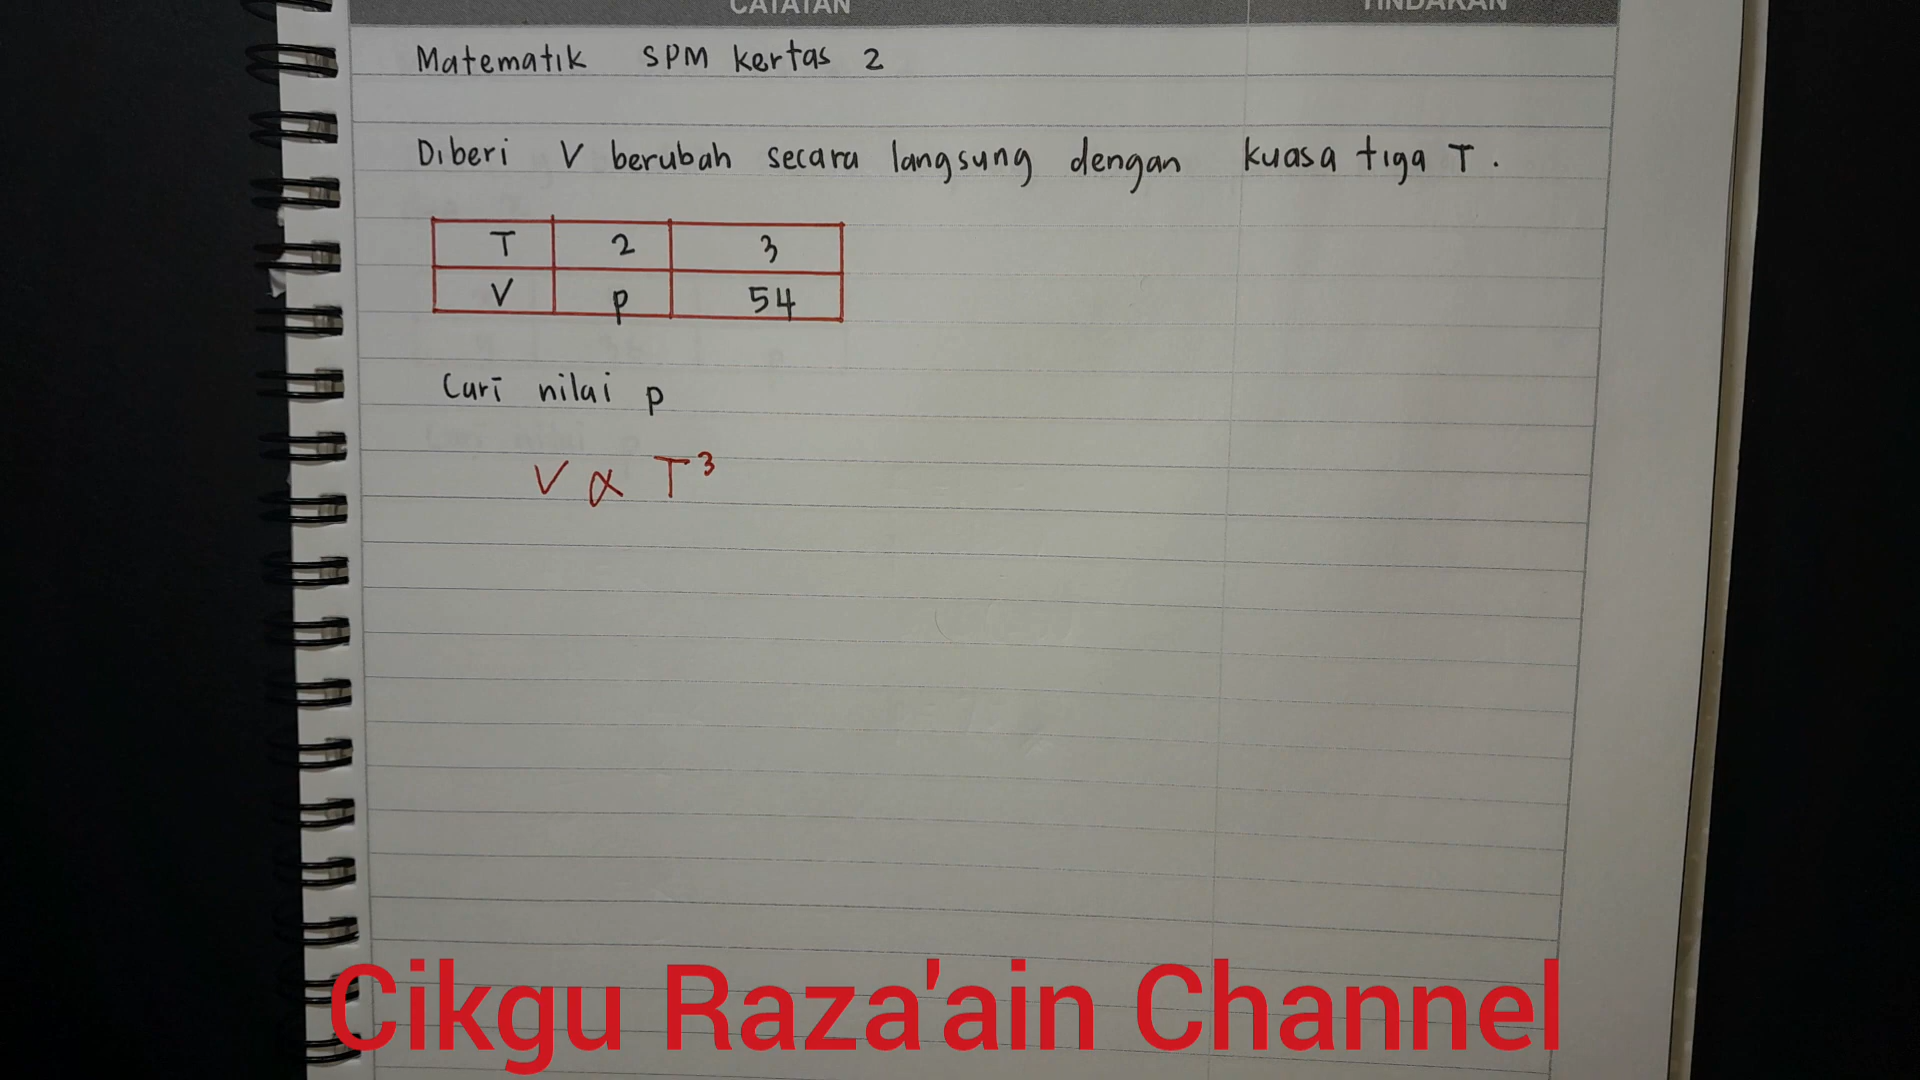 CATATAN TINDAKAN
Matematik SPM kertas 2
Diberi V berubah secara langsung dengan kuasa tiga T.
T 2 3
V p 54
Cari nilai p
V ∝ T³
Cikgu Raza'ain Channel